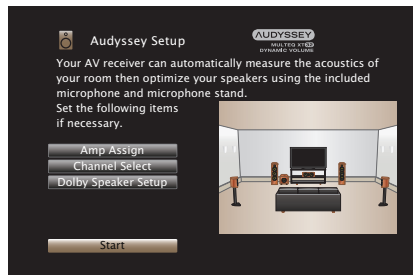 Audyssey Setup
AUDYSSEY
MULTEQ XT32
DYNAMIC VOLUME
Your AV receiver can automatically measure the acoustics of
your room then optimize your speakers using the included
microphone and microphone stand.
Set the following items
if necessary.
Amp Assign
Channel Select
Dolby Speaker Setup
Start